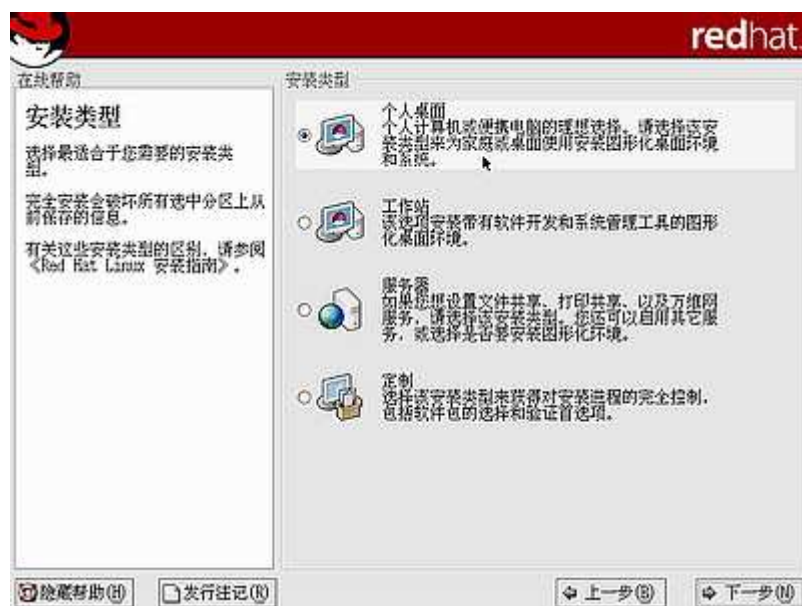 redhat.
在线帮助
安装类型
选择最适合于您需要的安装类
型。
完全安装会破坏所有选中分区上从
前保存的信息。
有关这些安装类型的区别，请参阅
《Red Hat Linux 安装指南》。
安装类型
个人桌面
个人计算机或便携电脑的理想选择。请选择该安
装类型来为家庭或桌面使用安装图形化桌面环境
和系统。
工作站
该选项安装带有软件开发和系统管理工具的图形
化桌面环境。
服务器
如果您想设置文件共享、打印共享、以及万维网
服务，请选择该安装类型。您还可以启用其它服
务，或选择是否要安装图形化环境。
定制
选择该安装类型来获得对安装进程的完全控制，
包括软件包的选择和验证首选项。
隐藏帮助(H)
发行注记(R)
上一步(B)
下一步(N)